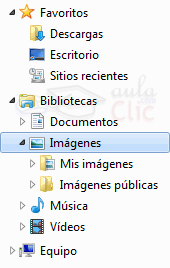 Favoritos
Descargas
Escritorio
Sitios recientes
Bibliotecas
Documentos
Imágenes
Mis imágenes
Imágenes públicas
Música
Vídeos
Equipo
aula
Clic